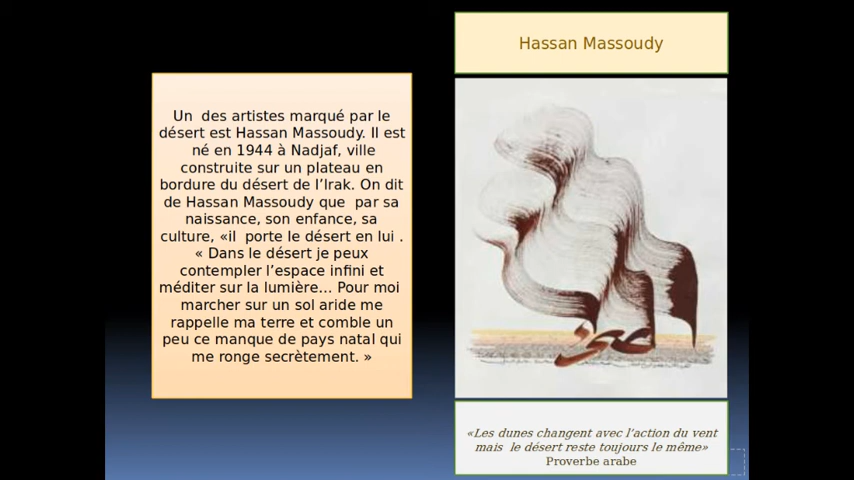 Hassan Massoudy
Un  des artistes marqué par le
désert est Hassan Massoudy. Il est
né en 1944 à Nadjaf, ville
construite sur un plateau en
bordure du désert de l’Irak. On dit
de Hassan Massoudy que  par sa
naissance, son enfance, sa
culture, «il  porte le désert en lui .
« Dans le désert je peux
contempler l’espace infini et
méditer sur la lumière… Pour moi
marcher sur un sol aride me
rappelle ma terre et comble un
peu ce manque de pays natal qui
me ronge secrètement. »
«Les dunes changent avec l’action du vent
mais  le désert reste toujours le même»
Proverbe arabe